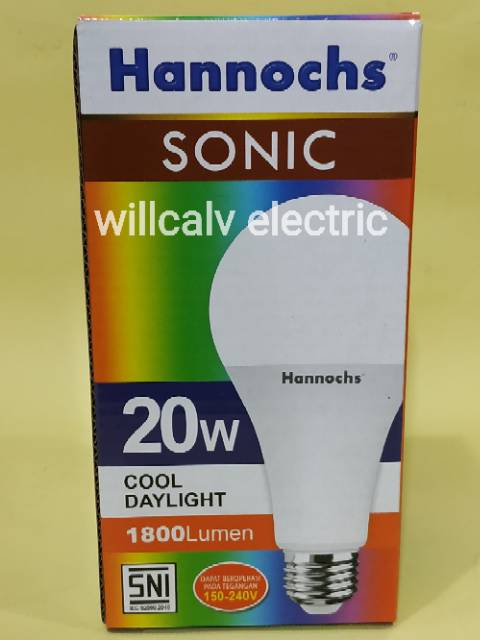 Hannochs®
SONIC
willcalv electric
Hannochs
20W
COOL
DAYLIGHT
1800Lumen
SNI
DAPAT BEROPERASI
PADA TEGANGAN
150-240V